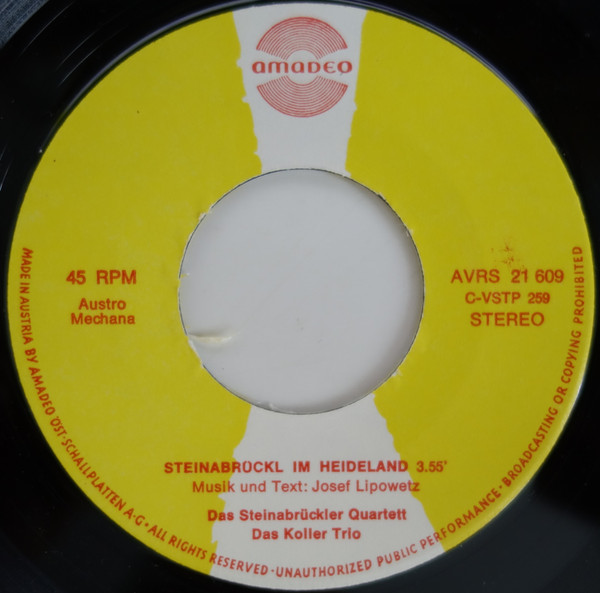 AMADEO
45 RPM
Austro
Mechana
AVRS 21 609
C-VSTP 259
STEREO
STEINABRÜCKL IM HEIDELAND 3.55'
Musik und Text: Josef Lipowetz
Das Steinabrückler Quartett
Das Koller Trio
MADE IN AUSTRIA BY AMADEO ÖST·SCHALLPLATTEN A·G·ALL RIGHTS RESERVED·UNAUTHORIZED PUBLIC PERFORMANCE·BROADCASTING OR COPYING PROHIBITED